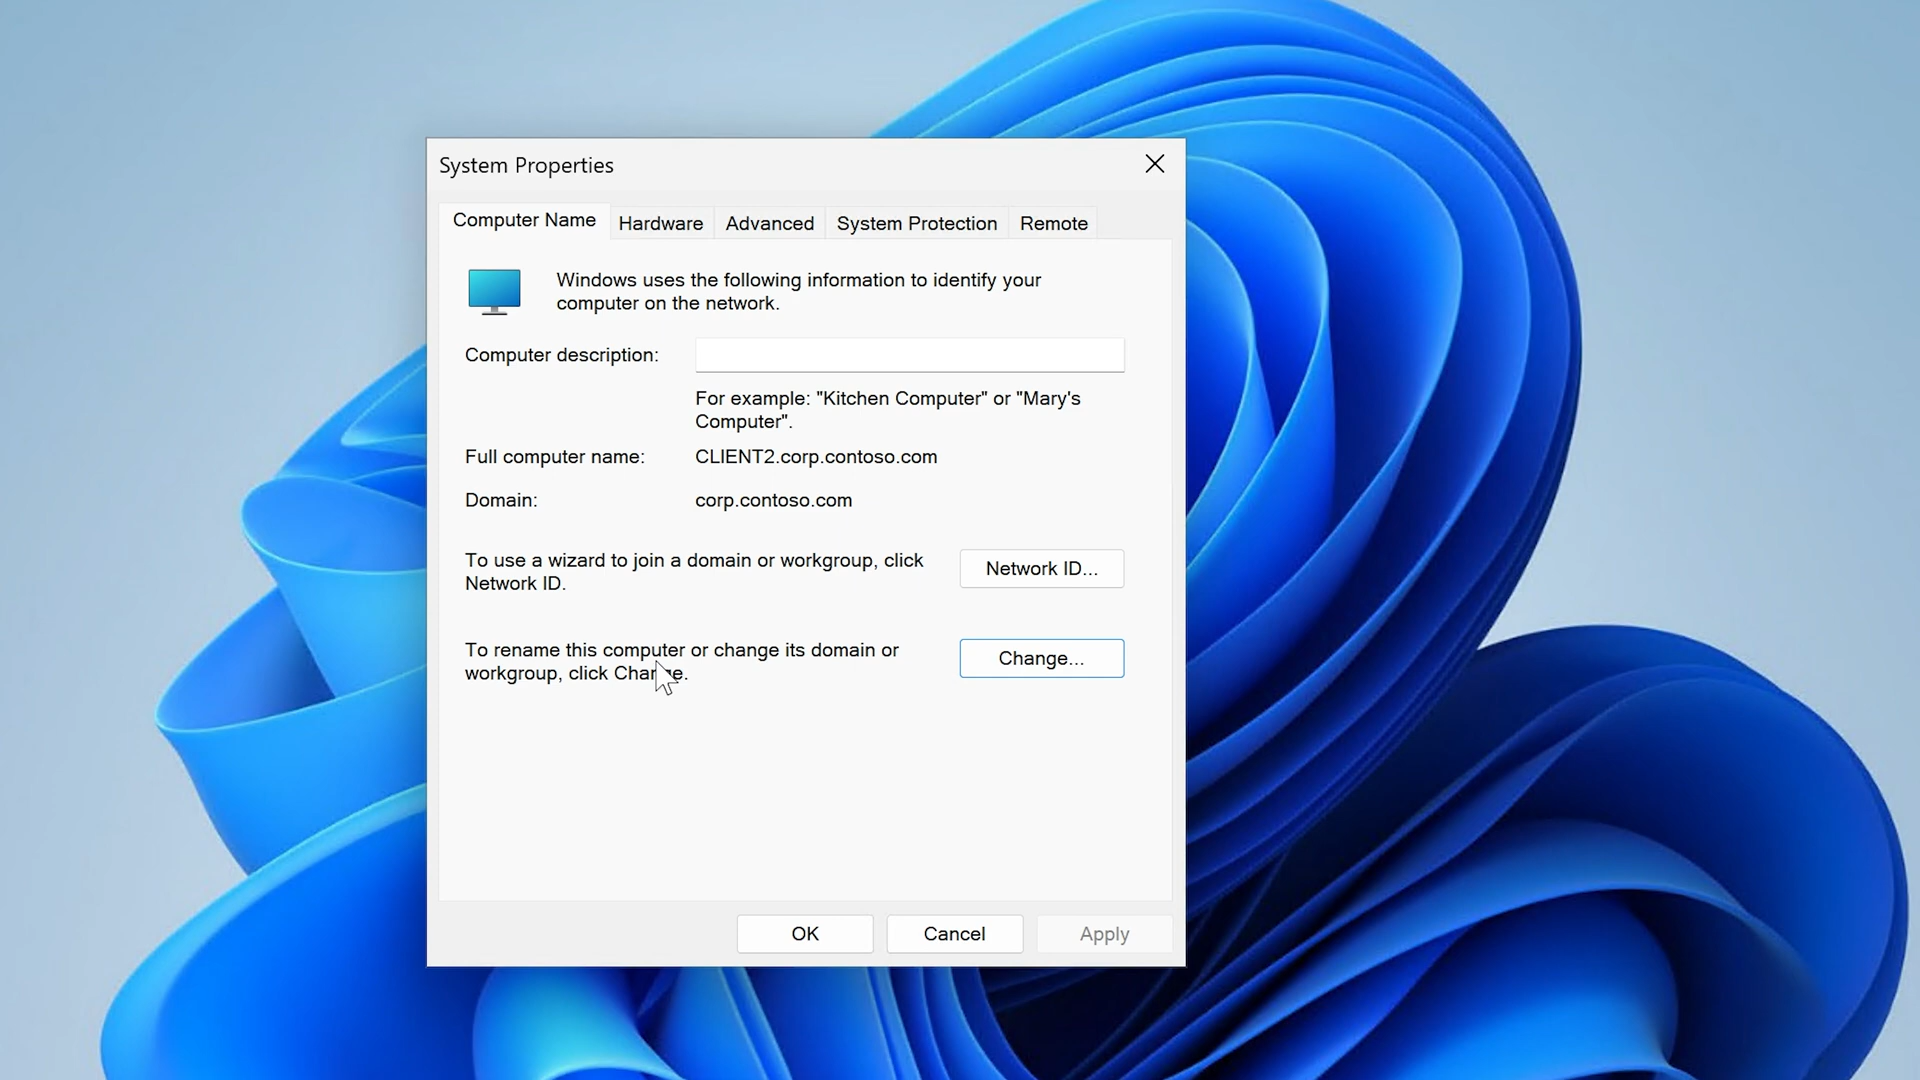 System Properties
Computer Name Hardware Advanced System Protection Remote
Windows uses the following information to identify your
computer on the network.
Computer description:
For example: "Kitchen Computer" or "Mary's
Computer".
Full computer name: CLIENT2.corp.contoso.com
Domain: corp.contoso.com
To use a wizard to join a domain or workgroup, click
Network ID.
Network ID...
To rename this computer or change its domain or
workgroup, click Change.
Change...
OK Cancel Apply